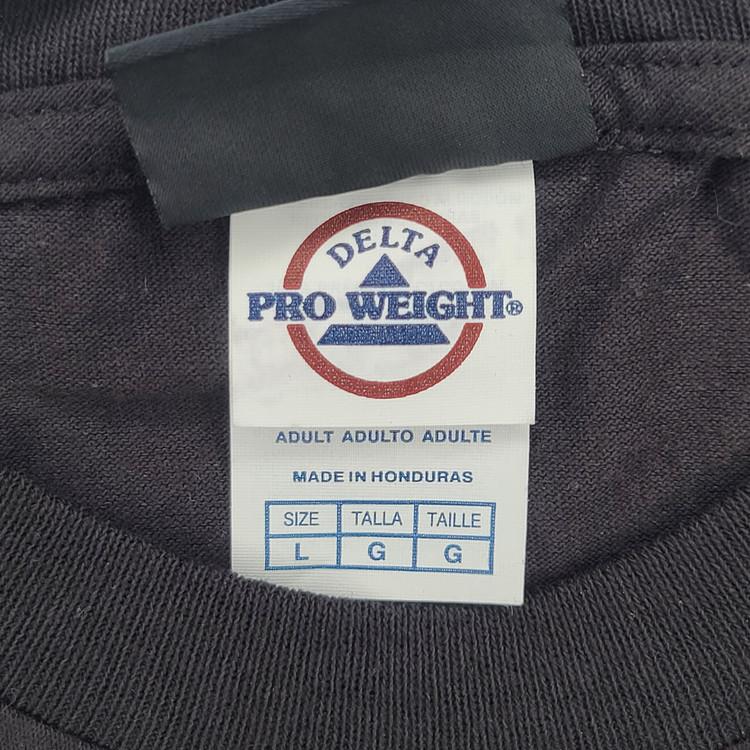 DELTA
PRO WEIGHT®
ADULT ADULTO ADULTE
MADE IN HONDURAS
SIZE TALLA TAILLE
L G G